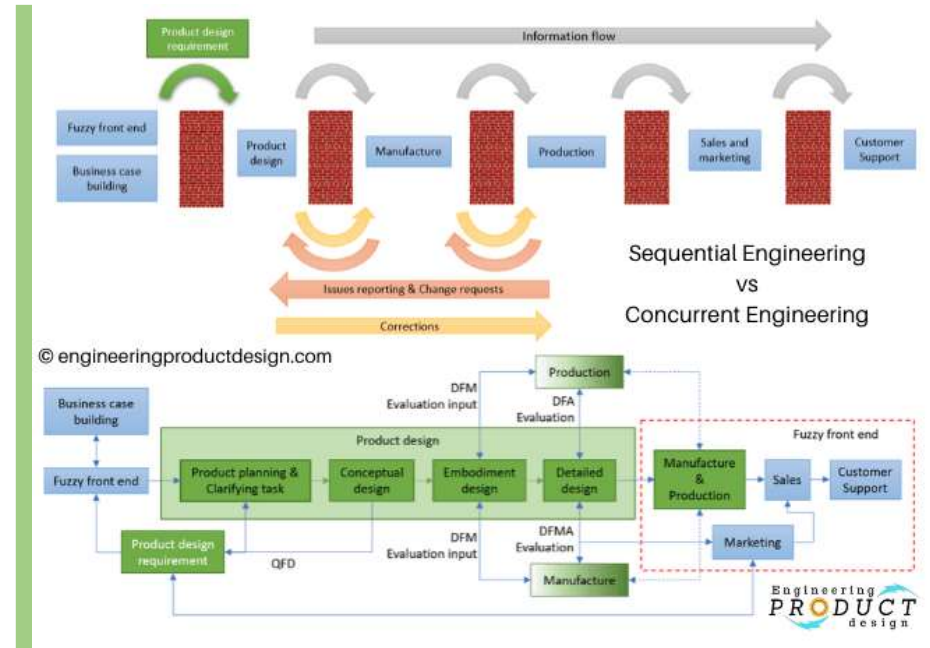 Product design
requirement
Information flow
Fuzzy front end
Business case
building
Product
design
Manufacture
Production
Sales and
marketing
Customer
Support
Issues reporting & Change requests
Corrections
Sequential Engineering
vs
Concurrent Engineering
© engineeringproductdesign.com
Business case
building
Fuzzy front end
Product design
requirement
Product design
Product planning &
Clarifying task
Conceptual
design
Embodiment
design
Detailed
design
QFD
DFM
Evaluation input
DFA
Evaluation
Production
DFM
Evaluation input
DFMA
Evaluation
Manufacture
Fuzzy front end
Manufacture
&
Production
Sales
Customer
Support
Marketing
Engineering
PRODUCT
design